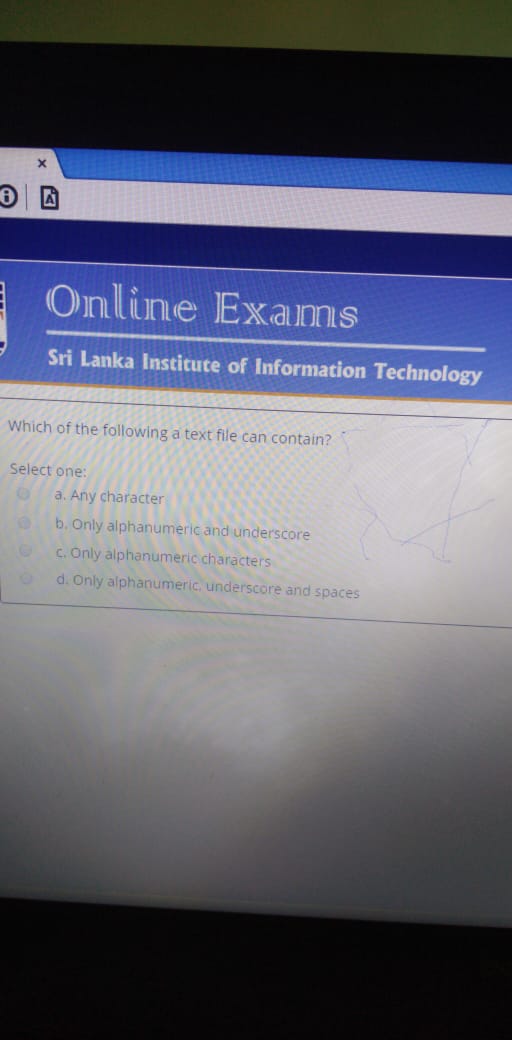 Online Exams
Sri Lanka Institute of Information Technology
Which of the following a text file can contain?
Select one:
a. Any character
b. Only alphanumeric and underscore
c. Only alphanumeric characters
d. Only alphanumeric, underscore and spaces